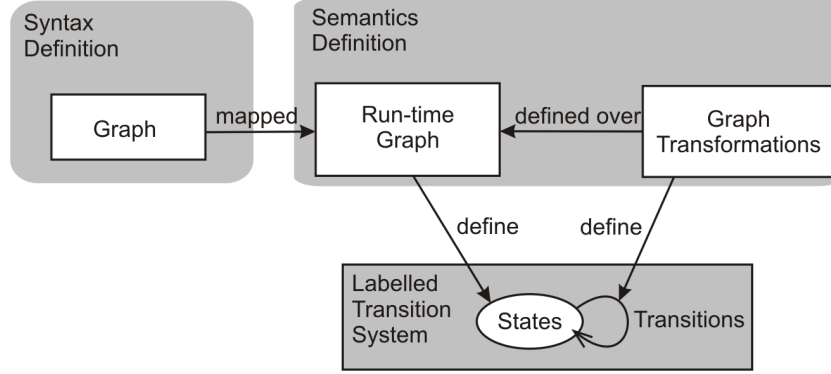 Syntax
Definition
Semantics
Definition
Graph
mapped
Run-time
Graph
defined over
Graph
Transformations
define
define
Labelled
Transition
System
States
Transitions